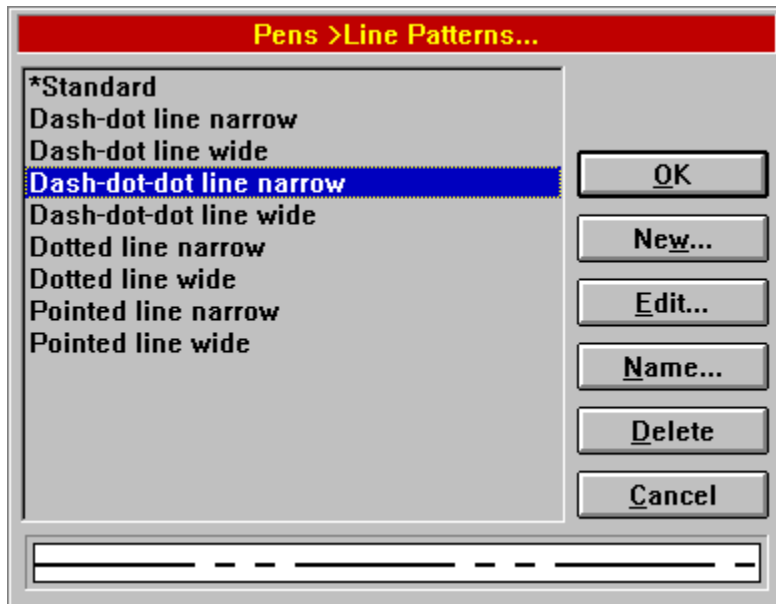 Pens >Line Patterns...
*Standard
Dash-dot line narrow
Dash-dot line wide
Dash-dot-dot line narrow
Dash-dot-dot line wide
Dotted line narrow
Dotted line wide
Pointed line narrow
Pointed line wide
OK
New...
Edit...
Name...
Delete
Cancel